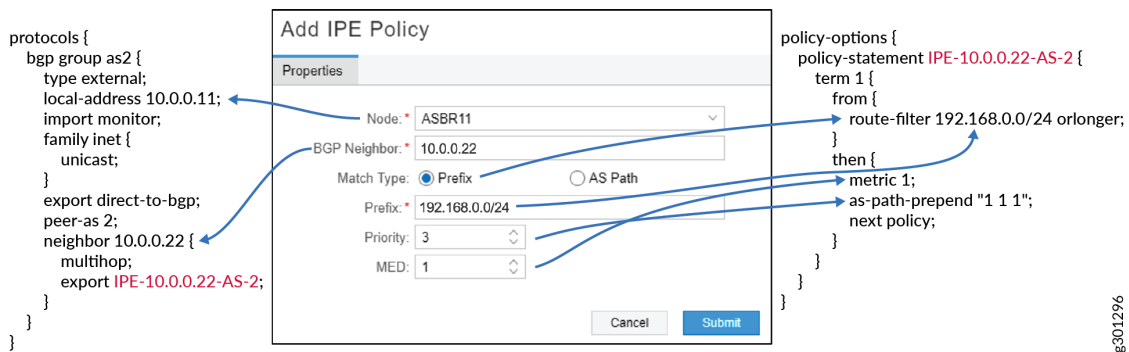 protocols {
bgp group as2 {
type external;
local-address 10.0.0.11;
import monitor;
family inet {
unicast;
}
export direct-to-bgp;
peer-as 2;
neighbor 10.0.0.22 {
multihop;
export IPE-10.0.0.22-AS-2;
}
}
}
Add IPE Policy
Properties
Node:* ASBR11
BGP Neighbor:* 10.0.0.22
Match Type: Prefix AS Path
Prefix:* 192.168.0.0/24
Priority: 3
MED: 1
Cancel Submit
policy-options {
policy-statement IPE-10.0.0.22-AS-2 {
term 1 {
from {
route-filter 192.168.0.0/24 orlonger;
}
then {
metric 1;
as-path-prepend "1 1 1";
next policy;
}
}
}
}
g301296